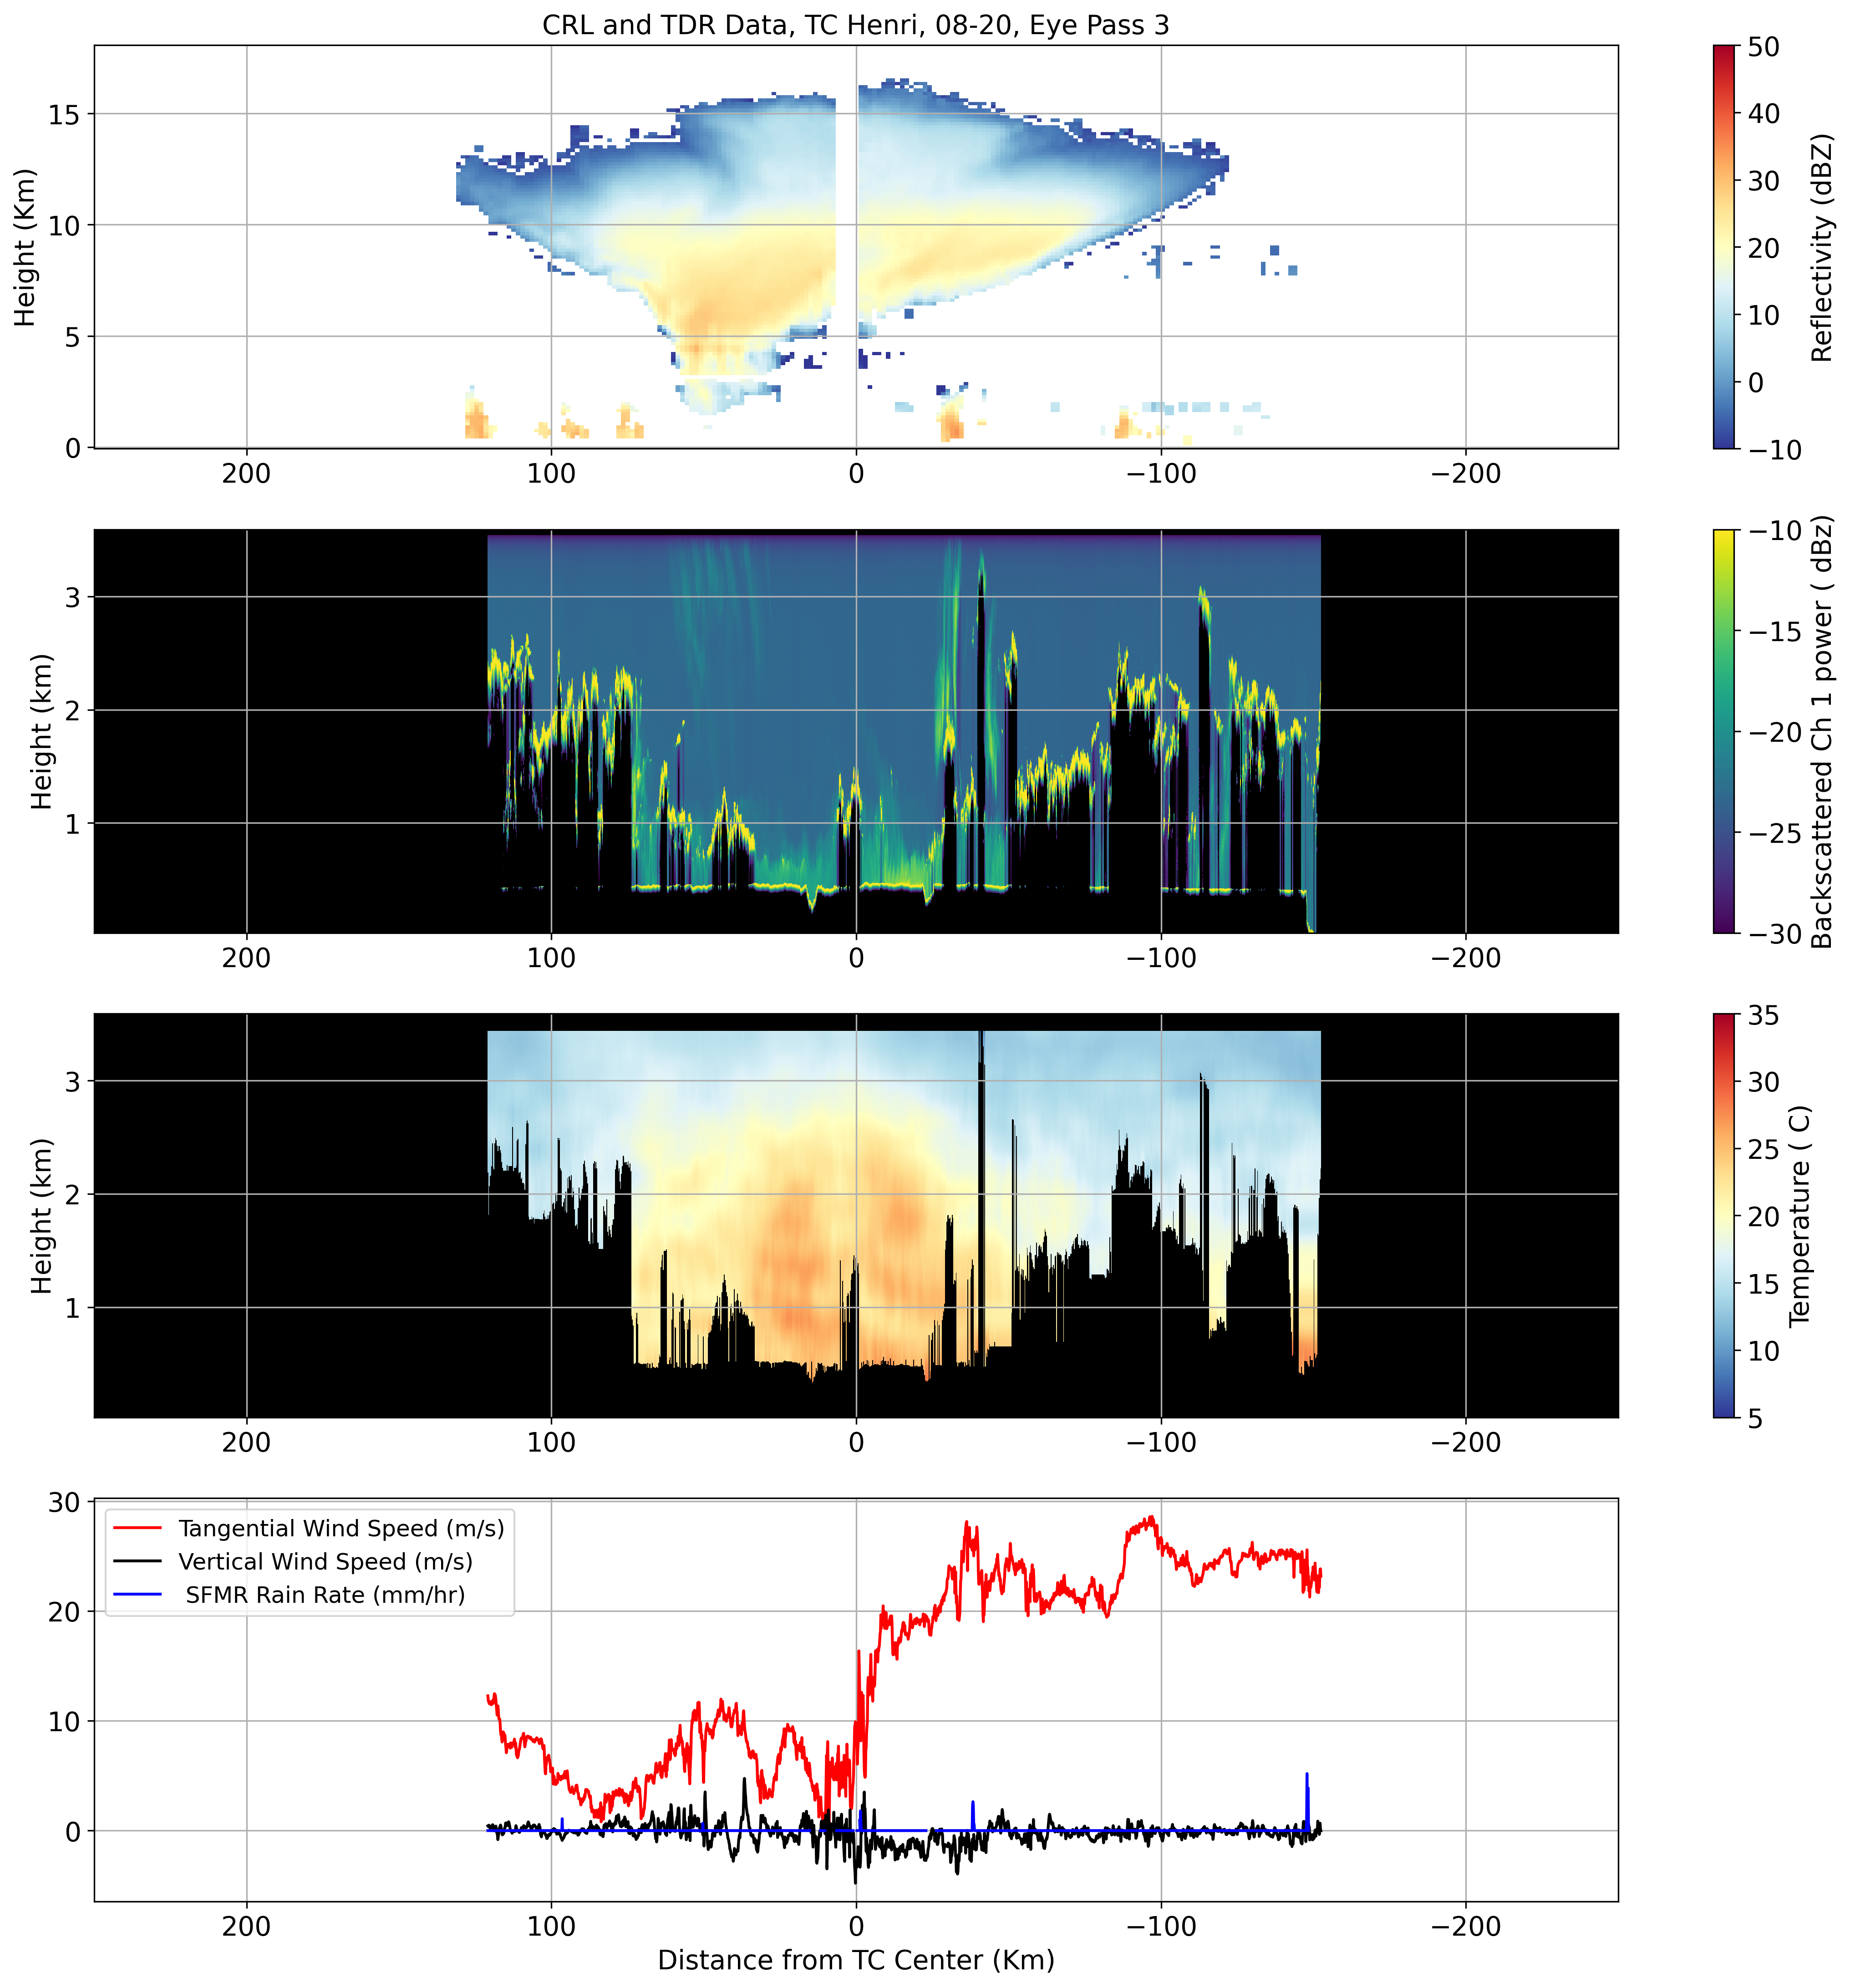 CRL and TDR Data, TC Henri, 08-20, Eye Pass 3
Height (Km)
15
10
5
0
200 100 0 −100 −200
50
40
30
20
10
0
−10
Reflectivity (dBZ)
Height (km)
3
2
1
200 100 0 −100 −200
−10
−15
−20
−25
−30
Backscattered Ch 1 power ( dBz)
Height (km)
3
2
1
200 100 0 −100 −200
35
30
25
20
15
10
5
Temperature ( C)
30
20
10
0
Tangential Wind Speed (m/s)
Vertical Wind Speed (m/s)
SFMR Rain Rate (mm/hr)
200 100 0 −100 −200
Distance from TC Center (Km)